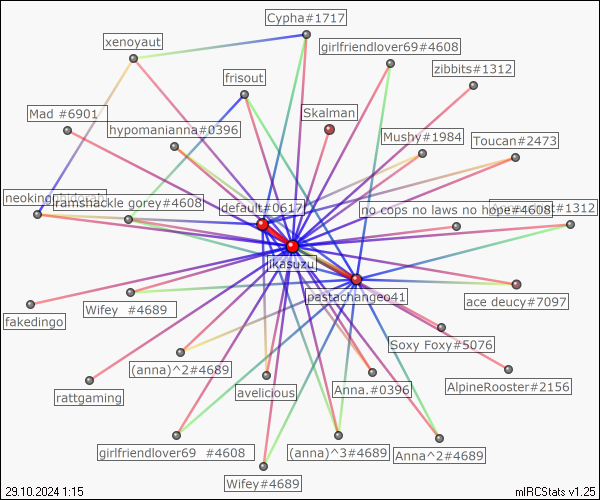 Cypha#1717
xenoyaut
girlfriendlover69#4608
zibbits#1312
frisout
Mad #6901
Skalman
hypomanianna#0396
Mushy#1984
Toucan#2473
ramshackle gorey#4608
default#0617
no cops no laws no hope#4608
#1312
jkasuzu
pastachangeo41
ace deucy#7097
fakedingo
Wifey #4689
Soxy Foxy#5076
(anna)^2#4689
rattgaming
avelicious
Anna.#0396
AlpineRooster#2156
girlfriendlover69 #4608
(anna)^3#4689
Anna^2#4689
Wifey#4689
29.10.2024 1:15
mIRCStats v1.25